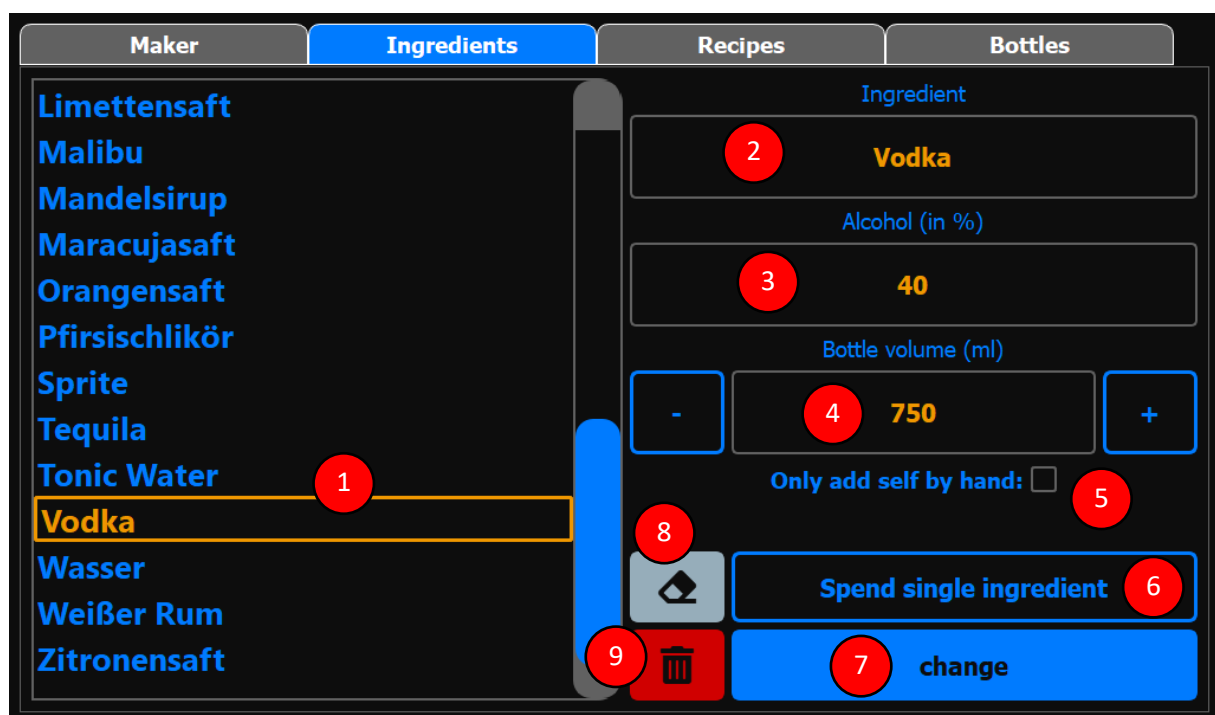 Maker Ingredients Recipes Bottles
Limettensaft
Malibu
Mandelsirup
Maracujasaft
Orangensaft
Pfirsischlikör
Sprite
Tequila
Tonic Water
1
Vodka
Wasser
Weißer Rum
Zitronensaft
Ingredient
2 Vodka
Alcohol (in %)
3 40
Bottle volume (ml)
- 4 750 +
Only add self by hand: 5
8
Spend single ingredient 6
9
7 change